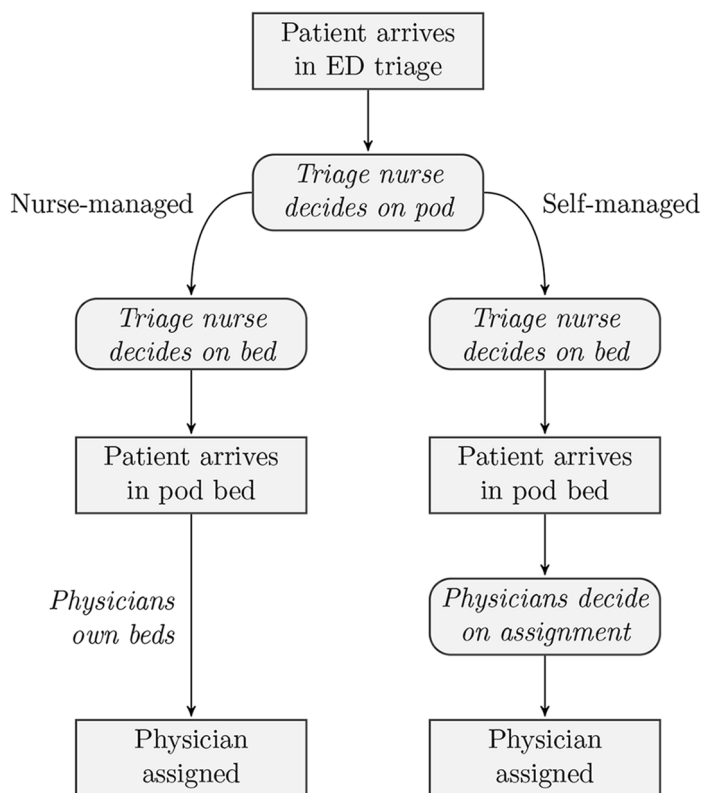 Patient arrives
in ED triage
Triage nurse
decides on pod
Nurse-managed
Self-managed
Triage nurse
decides on bed
Triage nurse
decides on bed
Patient arrives
in pod bed
Patient arrives
in pod bed
Physicians
own beds
Physicians decide
on assignment
Physician
assigned
Physician
assigned